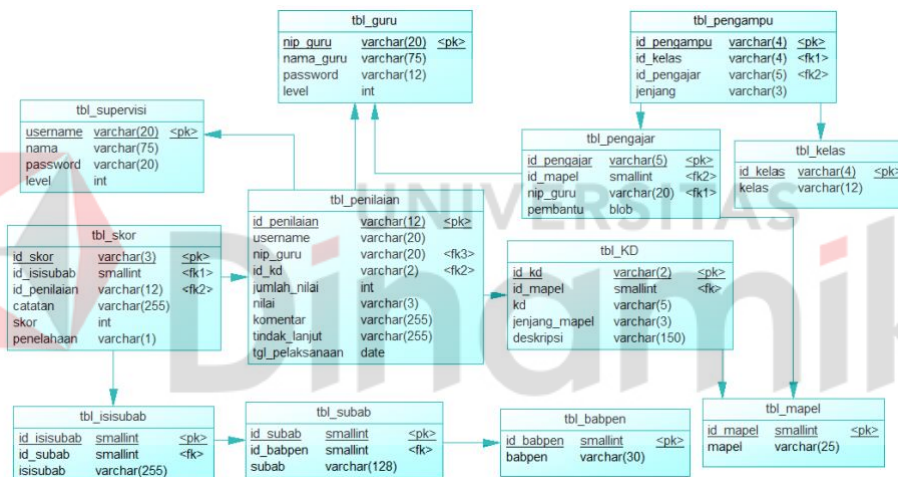 tbl_guru
nip_guru varchar(20) <pk>
nama_guru varchar(75)
password varchar(12)
level int
tbl_pengampu
id_pengampu varchar(4) <pk>
id_kelas varchar(4) <fk1>
id_pengajar varchar(5) <fk2>
jenjang varchar(3)
tbl_supervisi
username varchar(20) <pk>
nama varchar(75)
password varchar(20)
level int
tbl_pengajar
id_pengajar varchar(5) <pk>
id_mapel smallint <fk2>
nip_guru varchar(20) <fk1>
pembantu blob
tbl_kelas
id_kelas varchar(4) <pk>
kelas varchar(12)
tbl_penilaian
id_penilaian varchar(12) <pk>
username varchar(20)
nip_guru varchar(20) <fk3>
id_kd varchar(2) <fk2>
jumlah_nilai int
nilai varchar(3)
komentar varchar(255)
tindak_lanjut varchar(255)
tgl_pelaksanaan date
UNIVERSITAS
Dinamik
tbl_skor
id_skor varchar(3) <pk>
id_isisubab smallint <fk1>
id_penilaian varchar(12) <fk2>
catatan varchar(255)
skor int
penelahaan varchar(1)
tbl_KD
id_kd varchar(2) <pk>
id_mapel smallint <fk>
kd varchar(5)
jenjang_mapel varchar(3)
deskripsi varchar(150)
tbl_isisubab
id_isisubab smallint <pk>
id_subab smallint <fk>
isisubab varchar(255)
tbl_subab
id_subab smallint <pk>
id_babpen smallint <fk>
subab varchar(128)
tbl_babpen
id_babpen smallint <pk>
babpen varchar(30)
tbl_mapel
id_mapel smallint <pk>
mapel varchar(25)